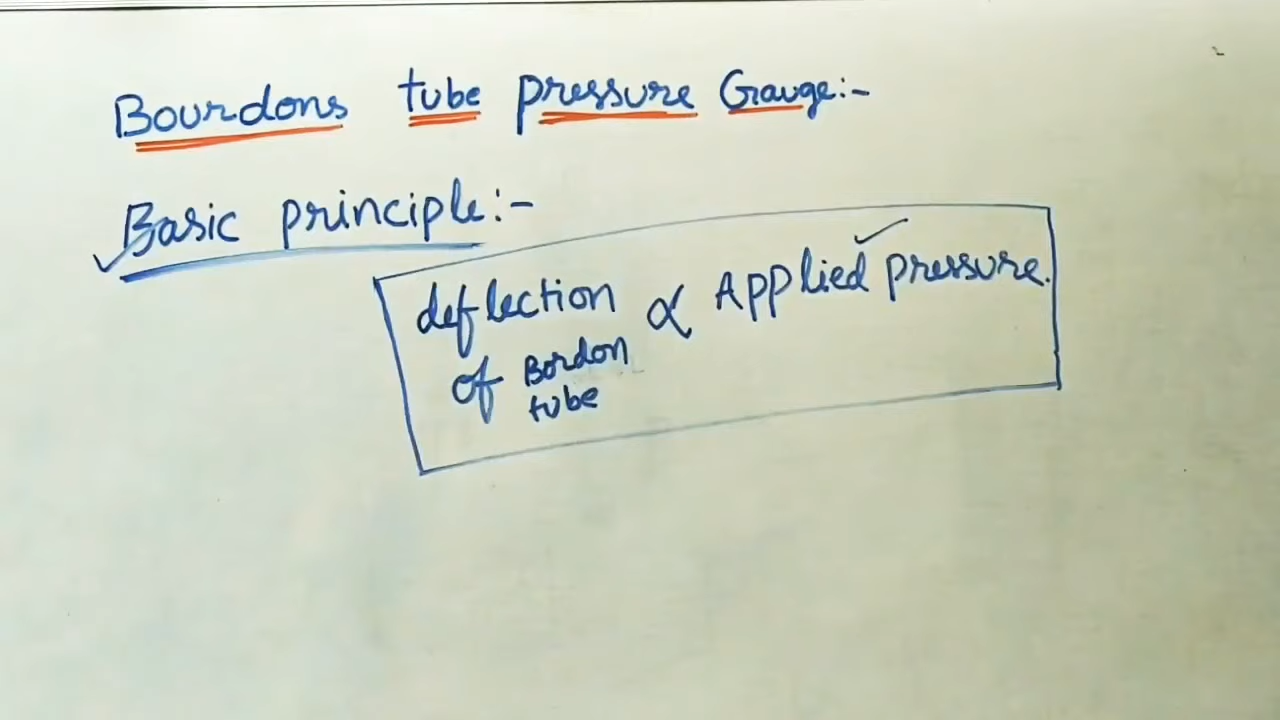 Bourdons tube pressure Gauge:-
Basic principle:-
deflection ∝ Applied pressure.
of Bordon
tube